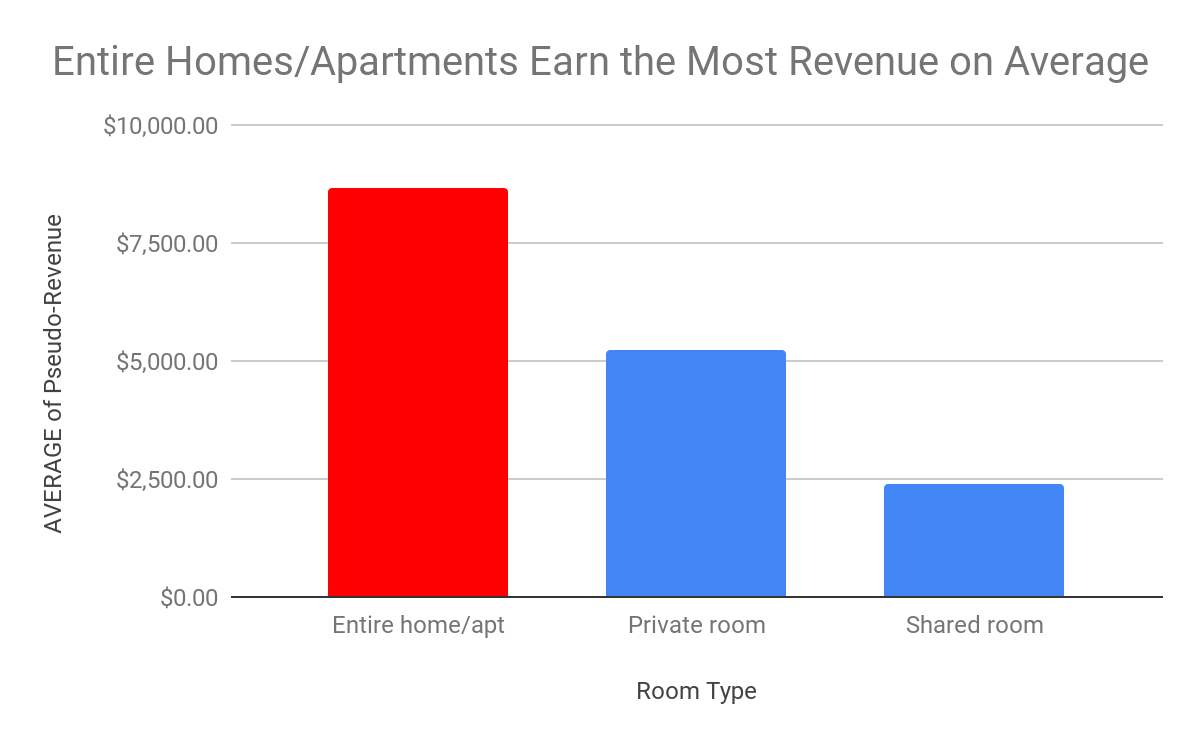 Entire Homes/Apartments Earn the Most Revenue on Average
$10,000.00
$7,500.00
$5,000.00
$2,500.00
$0.00
AVERAGE of Pseudo-Revenue
Entire home/apt
Private room
Shared room
Room Type